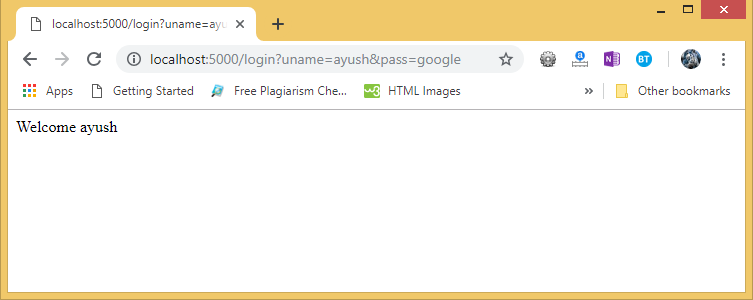 localhost:5000/login?uname=ayu
localhost:5000/login?uname=ayush&pass=google
Apps Getting Started Free Plagiarism Che... HTML Images » Other bookmarks
Welcome ayush